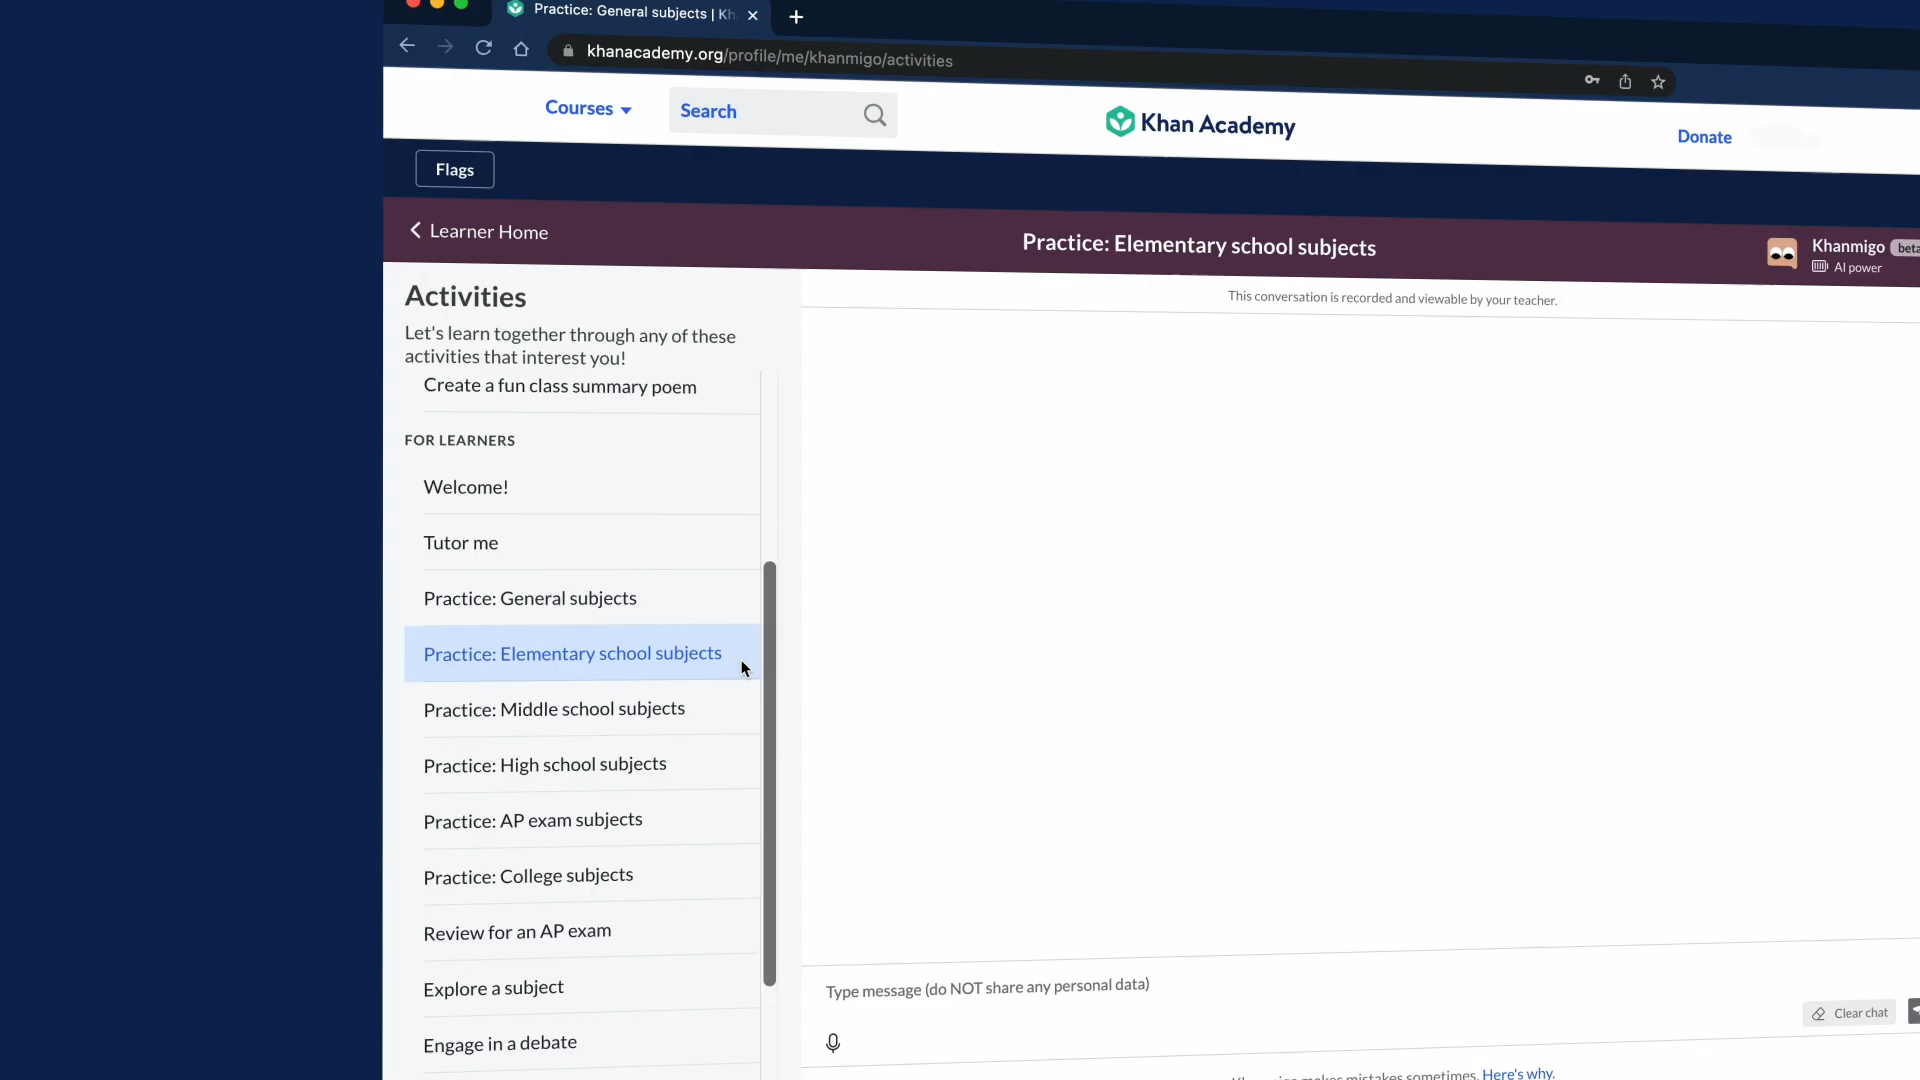 Practice: General subjects | Kh
khanacademy.org/profile/me/khanmigo/activities
Courses
Search
Khan Academy
Donate
Flags
Learner Home
Practice: Elementary school subjects
Khanmigo beta
AI power
Activities
Let's learn together through any of these
activities that interest you!
This conversation is recorded and viewable by your teacher.
Create a fun class summary poem
FOR LEARNERS
Welcome!
Tutor me
Practice: General subjects
Practice: Elementary school subjects
Practice: Middle school subjects
Practice: High school subjects
Practice: AP exam subjects
Practice: College subjects
Review for an AP exam
Explore a subject
Engage in a debate
Type message (do NOT share any personal data)
Clear chat
makes mistakes sometimes. Here's why.